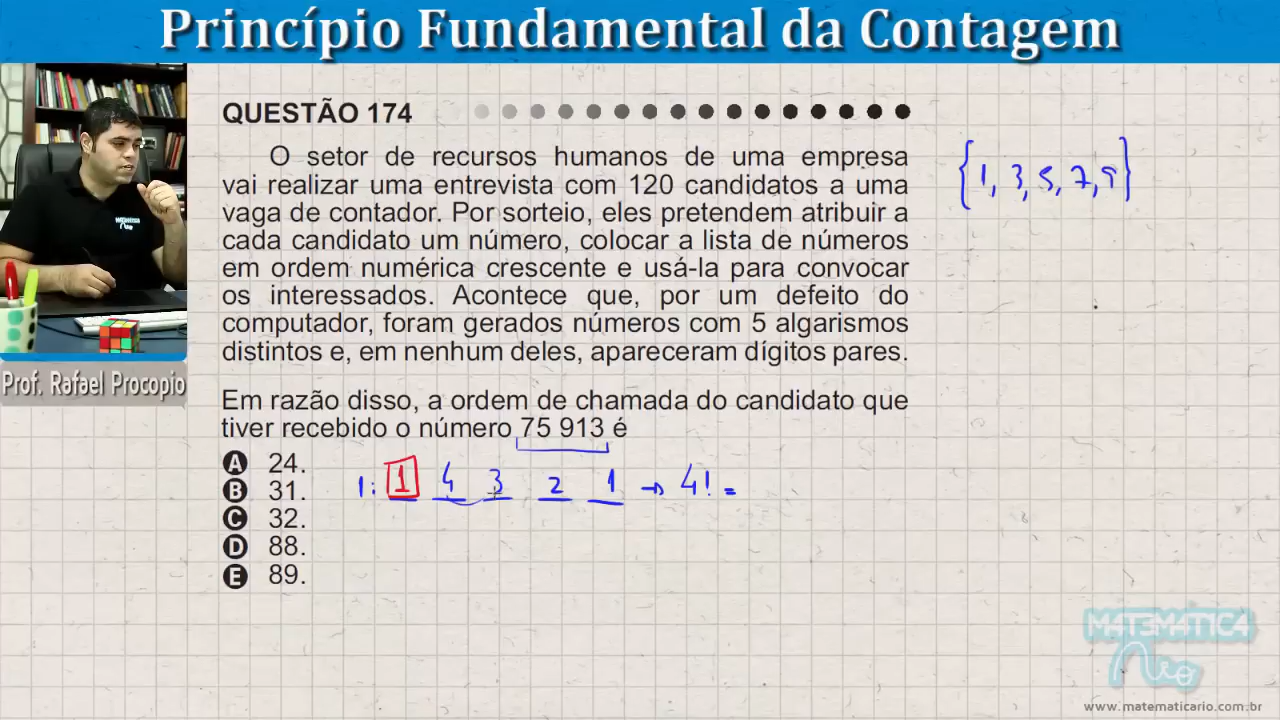 Princípio Fundamental da Contagem
QUESTÃO 174
O setor de recursos humanos de uma empresa
vai realizar uma entrevista com 120 candidatos a uma
vaga de contador. Por sorteio, eles pretendem atribuir a
cada candidato um número, colocar a lista de números
em ordem numérica crescente e usá-la para convocar
os interessados. Acontece que, por um defeito do
computador, foram gerados números com 5 algarismos
distintos e, em nenhum deles, apareceram dígitos pares.
Em razão disso, a ordem de chamada do candidato que
tiver recebido o número 75 913 é
A 24.
B 31.
C 32.
D 88.
E 89.
1: 1 4 3 2 1 → 4! =
{1, 3, 5, 7, 9}
Prof. Rafael Procopio
MATEMÁTICA
Rio
www.matematicario.com.br